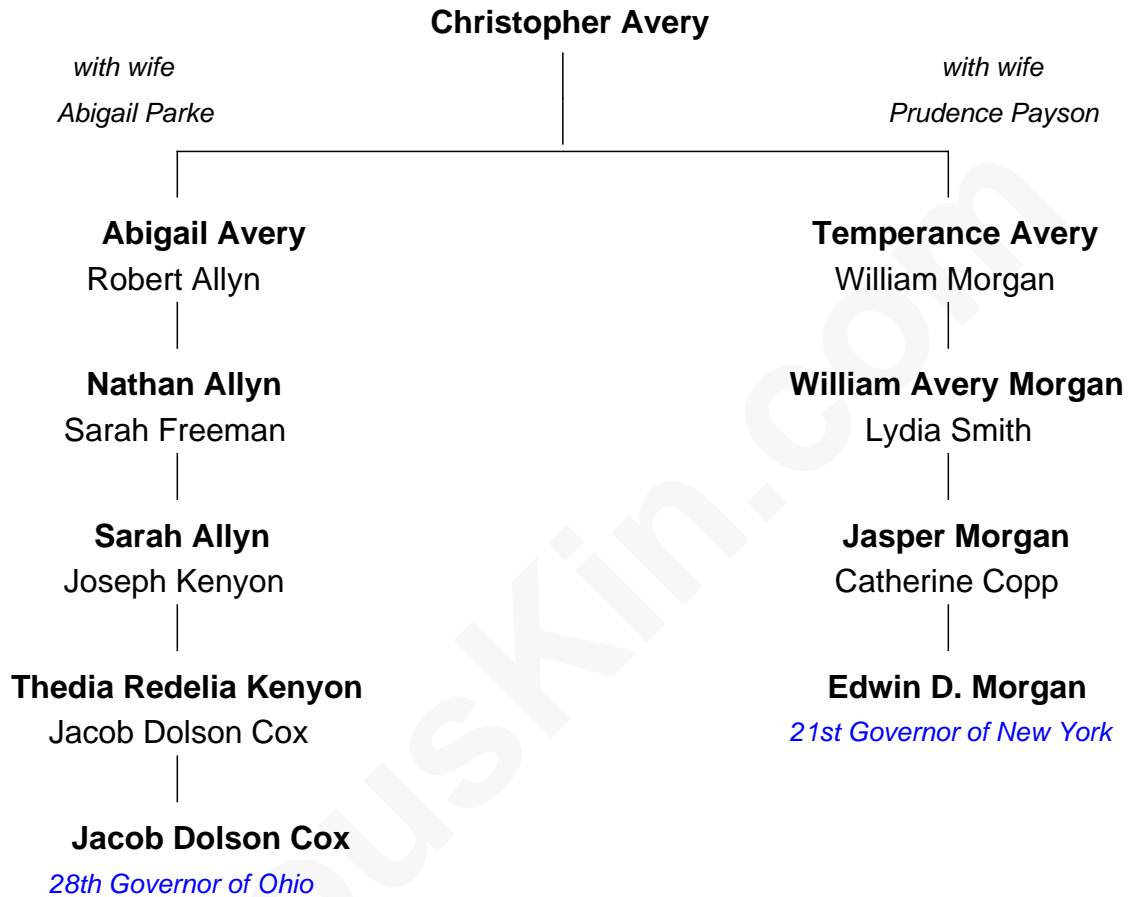 Christopher Avery
with wife
Abigail Parke
with wife
Prudence Payson
Abigail Avery
Robert Allyn
Temperance Avery
William Morgan
Nathan Allyn
Sarah Freeman
William Avery Morgan
Lydia Smith
Sarah Allyn
Joseph Kenyon
Jasper Morgan
Catherine Copp
Thedia Redelia Kenyon
Jacob Dolson Cox
Edwin D. Morgan
21st Governor of New York
Jacob Dolson Cox
28th Governor of Ohio
ousKin.com